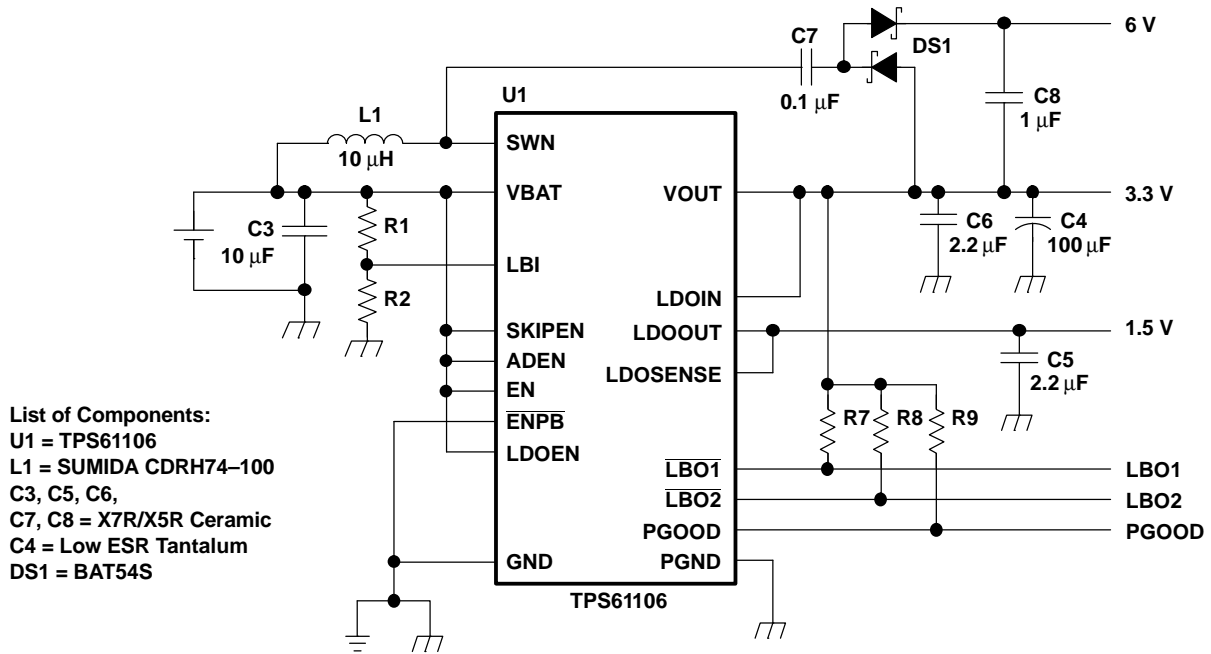 6 V
C7
DS1
0.1 μF
C8
1 μF
U1
L1
10 μH
SWN
VBAT
VOUT
3.3 V
C3
10 μF
R1
C6
2.2 μF
C4
100 μF
LBI
R2
LDOIN
SKIPEN
LDOOUT
1.5 V
ADEN
LDOSENSE
C5
2.2 μF
EN
ENPB
R7
R8
R9
LDOEN
LBO1
LBO1
LBO2
LBO2
PGOOD
PGOOD
GND
PGND
TPS61106
List of Components:
U1 = TPS61106
L1 = SUMIDA CDRH74–100
C3, C5, C6,
C7, C8 = X7R/X5R Ceramic
C4 = Low ESR Tantalum
DS1 = BAT54S